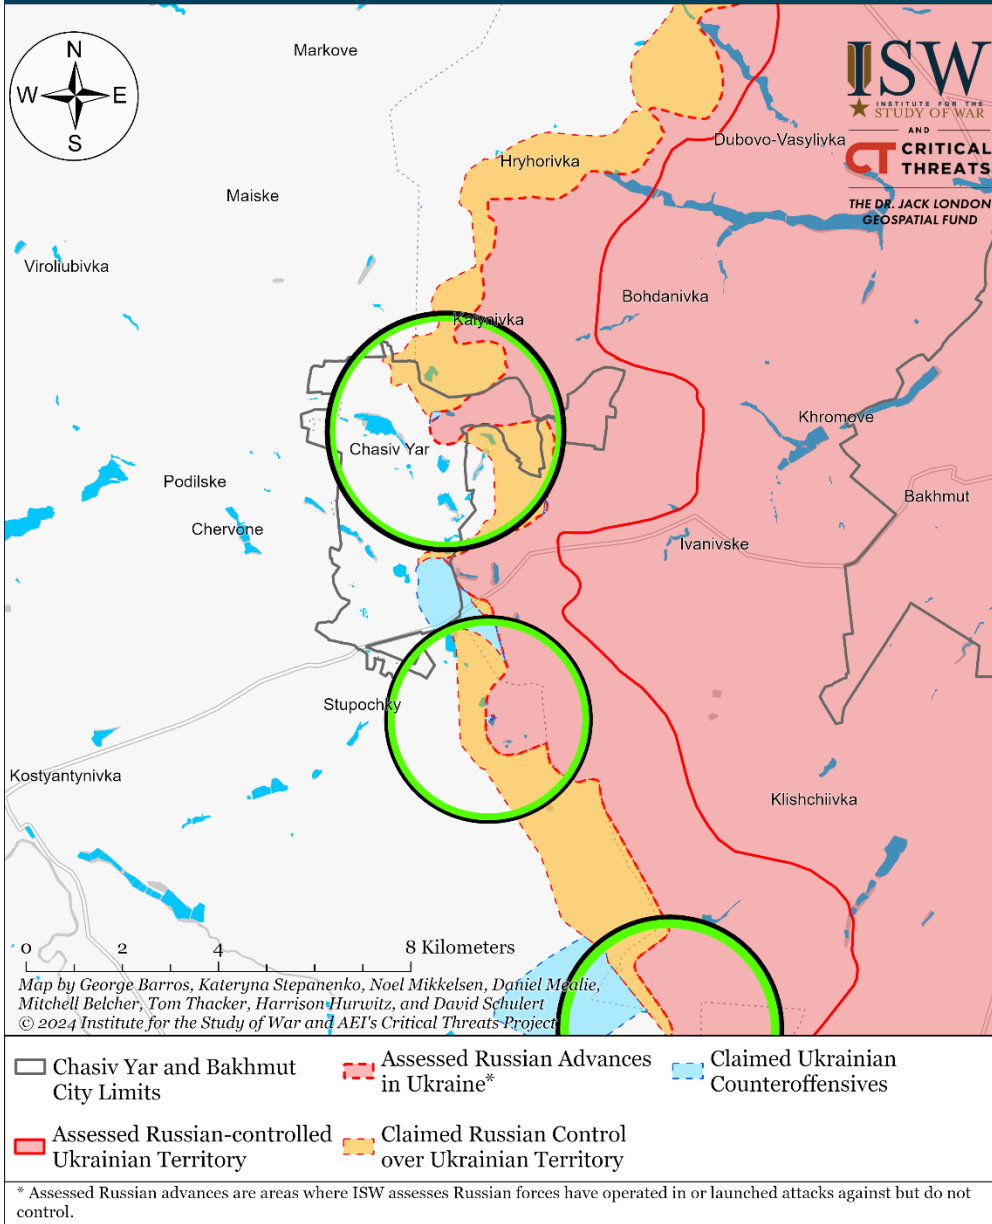 N
W
E
S
Markove
ISW
INSTITUTE FOR THE
STUDY OF WAR
AND
CT CRITICAL
THREATS
THE DR. JACK LONDON
GEOSPATIAL FUND
Dubovo-Vasylivka
Hryhorivka
Maiske
Viroliubivka
Bohdanivka
Kalynivka
Khromove
Chasiv Yar
Podilske
Bakhmut
Chervone
Ivanivske
Stupochky
Kostyantynivka
Klishchiivka
0 2 4 8 Kilometers
Map by George Barros, Kateryna Stepanenko, Noel Mikkelsen, Daniel Mealie,
Mitchell Belcher, Tom Thacker, Harrison Hurwitz, and David Schulert
© 2024 Institute for the Study of War and AEI's Critical Threats Project
Chasiv Yar and Bakhmut
City Limits
Assessed Russian Advances
in Ukraine*
Claimed Ukrainian
Counteroffensives
Assessed Russian-controlled
Ukrainian Territory
Claimed Russian Control
over Ukrainian Territory
* Assessed Russian advances are areas where ISW assesses Russian forces have operated in or launched attacks against but do not
control.